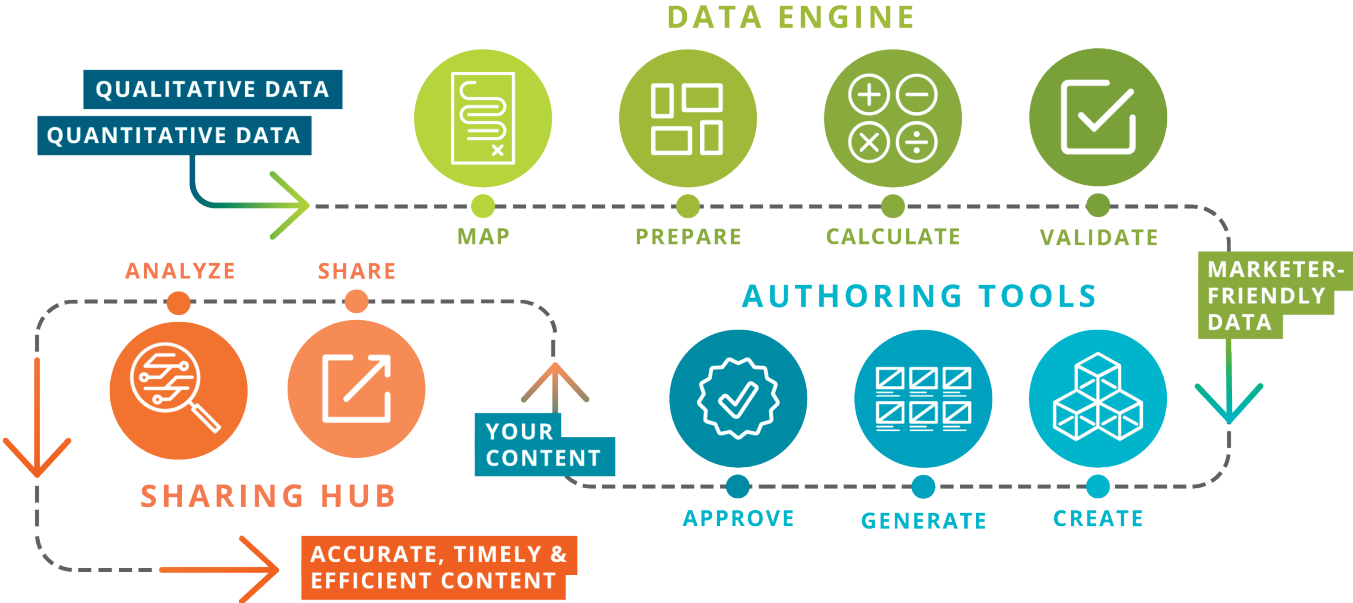 DATA ENGINE
QUALITATIVE DATA
QUANTITATIVE DATA
MAP
PREPARE
CALCULATE
VALIDATE
MARKETER-
FRIENDLY
DATA
AUTHORING TOOLS
CREATE
GENERATE
APPROVE
YOUR
CONTENT
SHARE
ANALYZE
SHARING HUB
ACCURATE, TIMELY &
EFFICIENT CONTENT